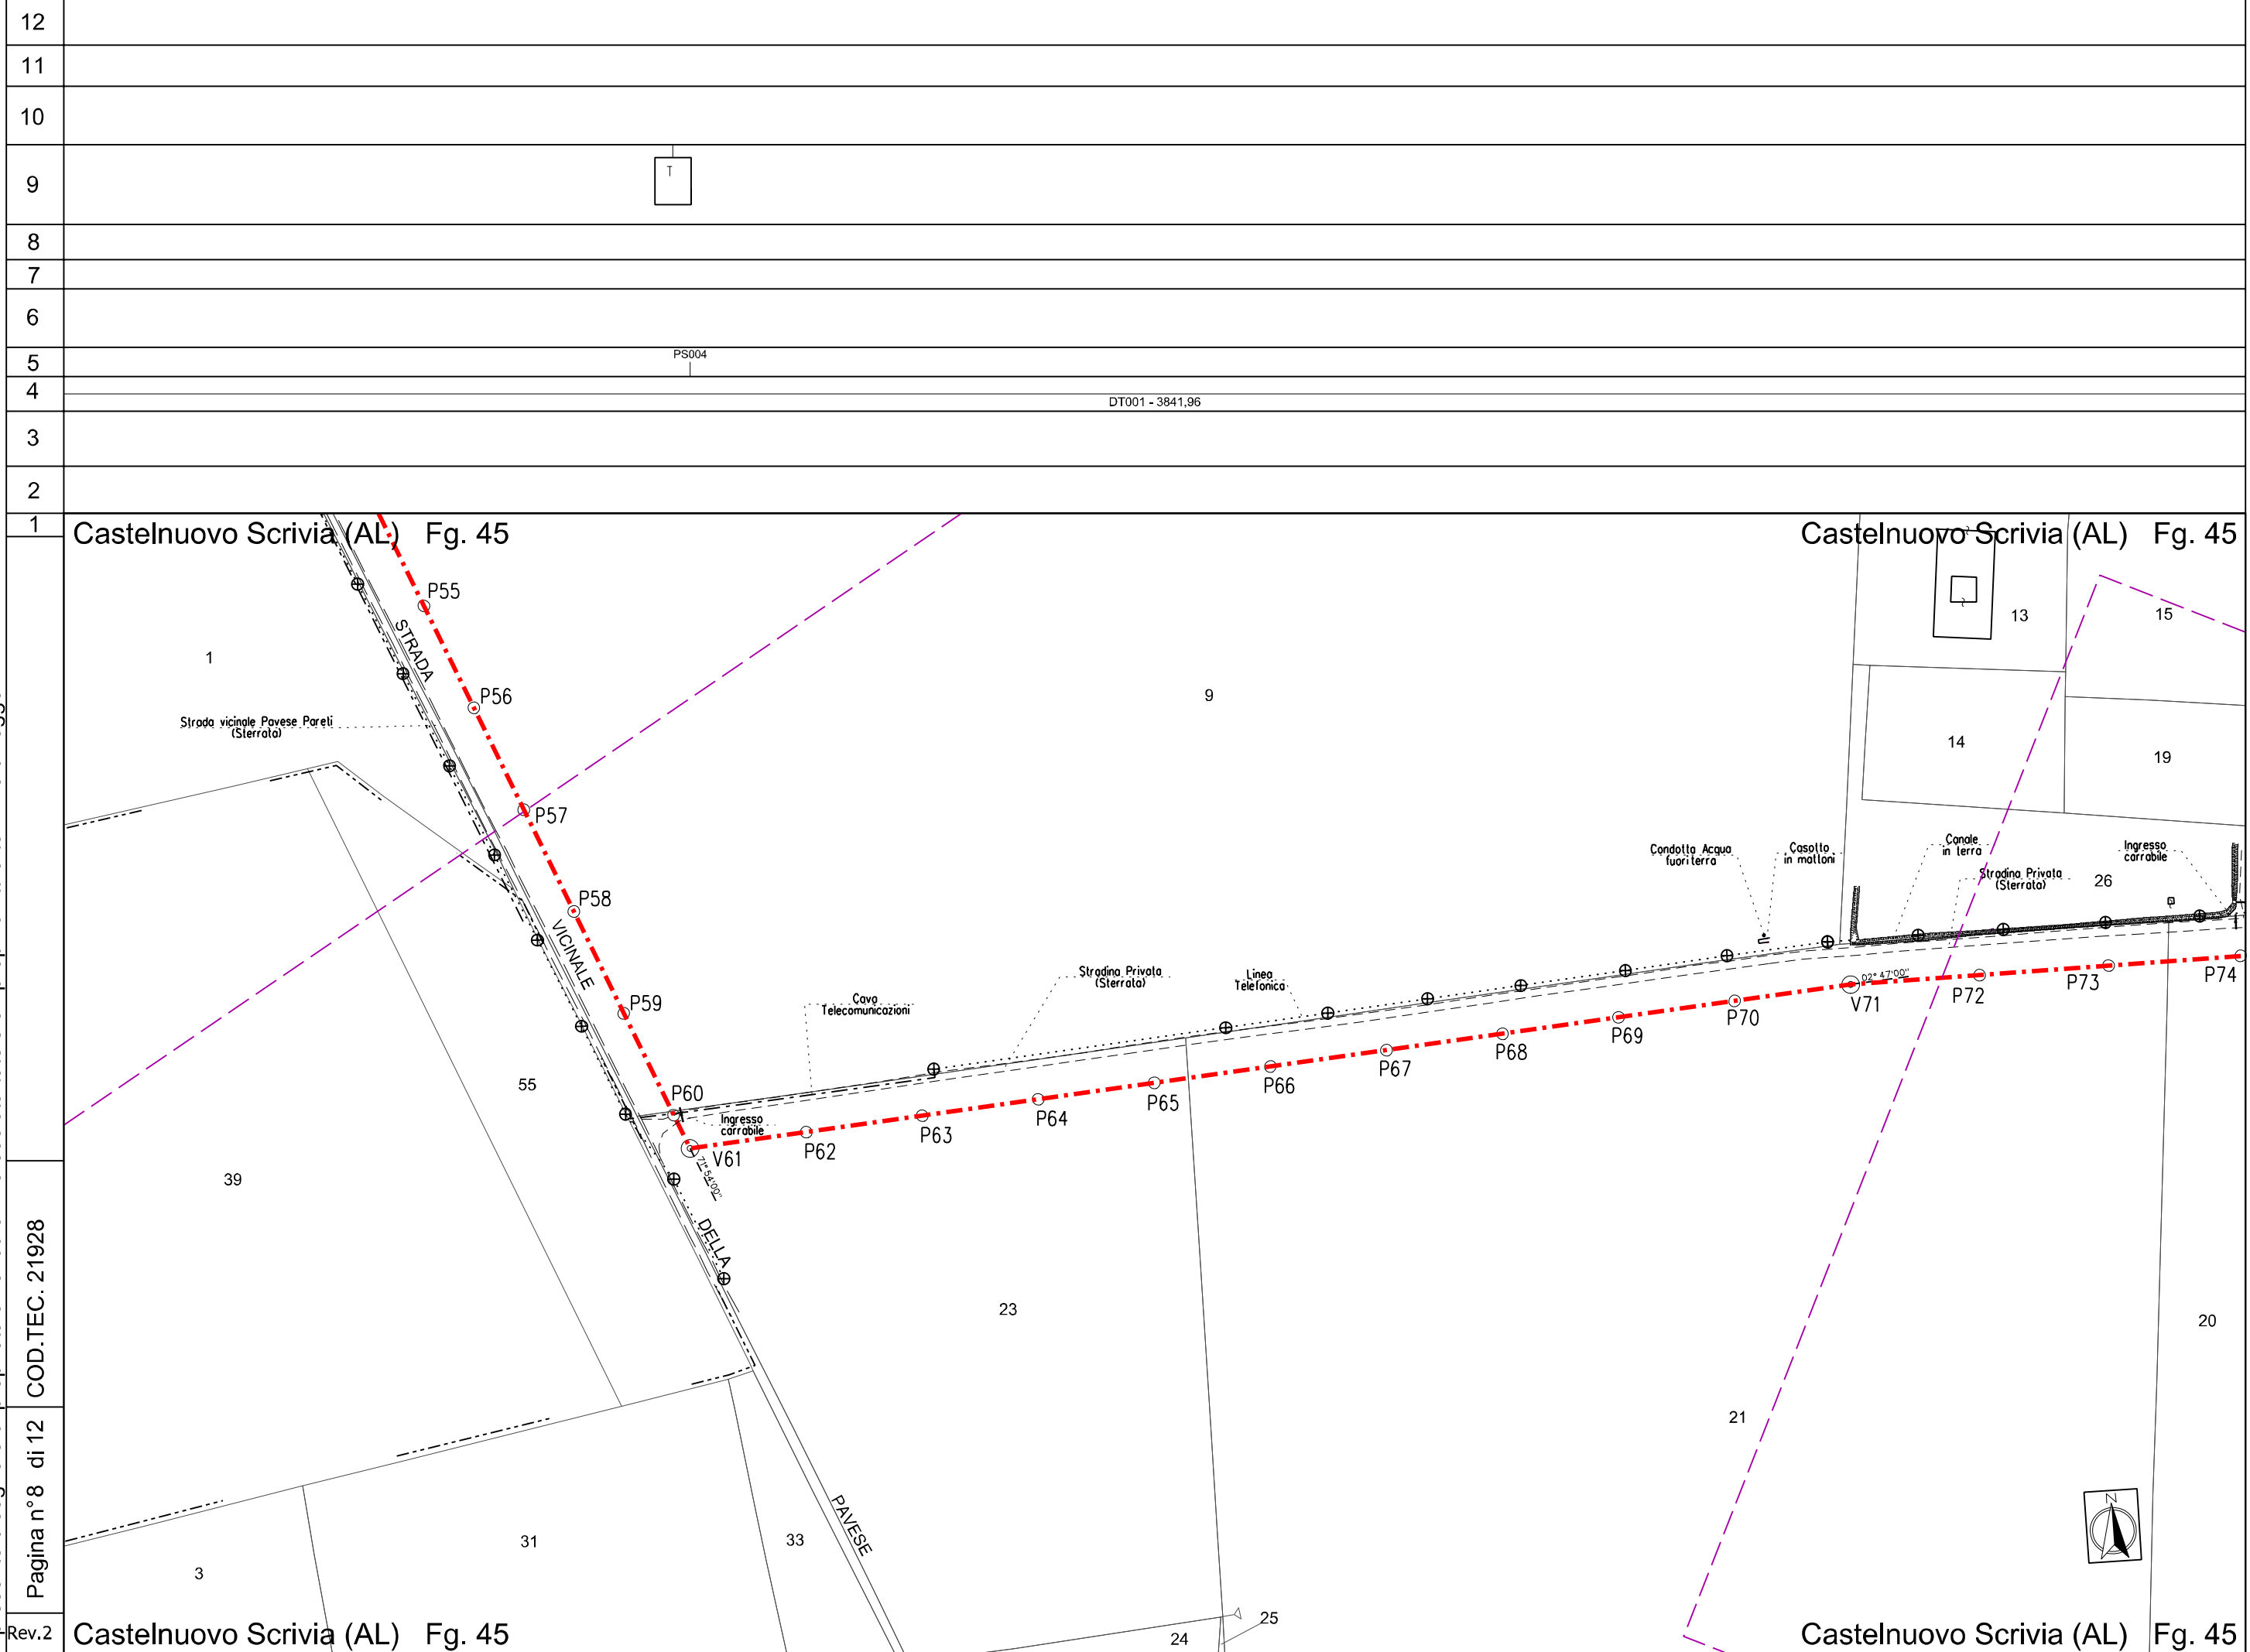 12
11
10
9
T
8
7
6
5
PS004
4
DT001 - 3841,96
3
2
1
Castelnuovo Scrivia (AL) Fg. 45
Castelnuovo Scrivia (AL) Fg. 45
P55
13
15
STRADA
1
P56
9
Strada vicinale Pavese Pareti
(Sterrata)
14
19
P57
Condotta Acqua
fuori terra
Casotto
in mattoni
Canale
in terra
Ingresso
carrabile
Stradina Privata
(Sterrata)
26
P58
VICINALE
Stradina Privata
(Sterrata)
Linea
Telefonica
02° 47'00"
P74
P73
P72
V71
Cavo
Telecomunicazioni
P59
P70
P69
P68
P67
P66
P65
P64
P63
P62
55
P60
Ingresso
carrabile
V61
71° 54'00"
39
DELLA
23
20
21
COD.TEC. 21928
Pagina n°8 di 12
N
PAVESE
31
33
3
25
24
Rev.2
Castelnuovo Scrivia (AL) Fg. 45
Castelnuovo Scrivia (AL) Fg. 45